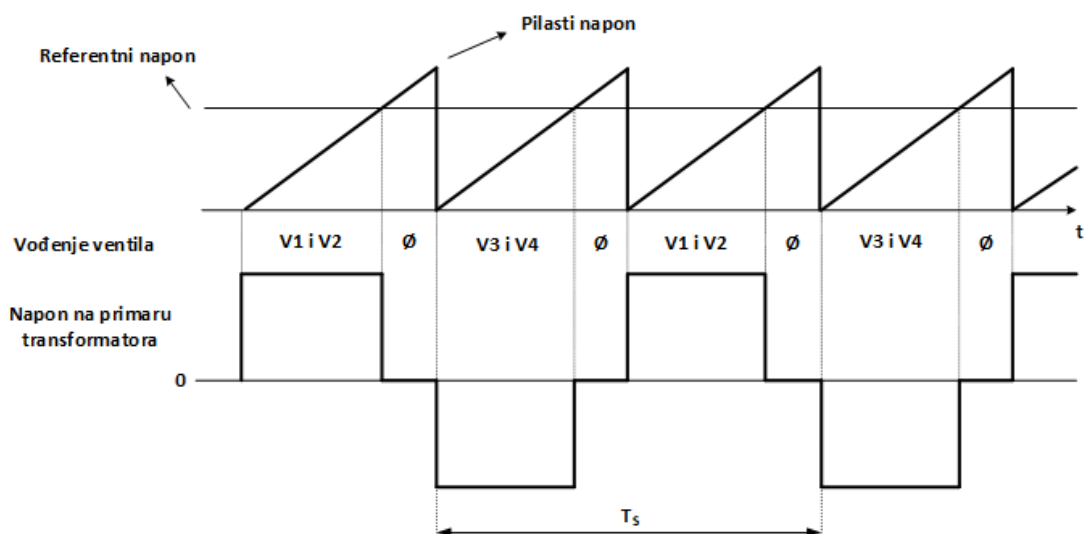 Pilasti napon
Referentni napon
t
Vođenje ventila
V1 i V2
Ø
V3 i V4
Ø
V1 i V2
Ø
V3 i V4
Ø
Napon na primaru
transformatora
0
Ts